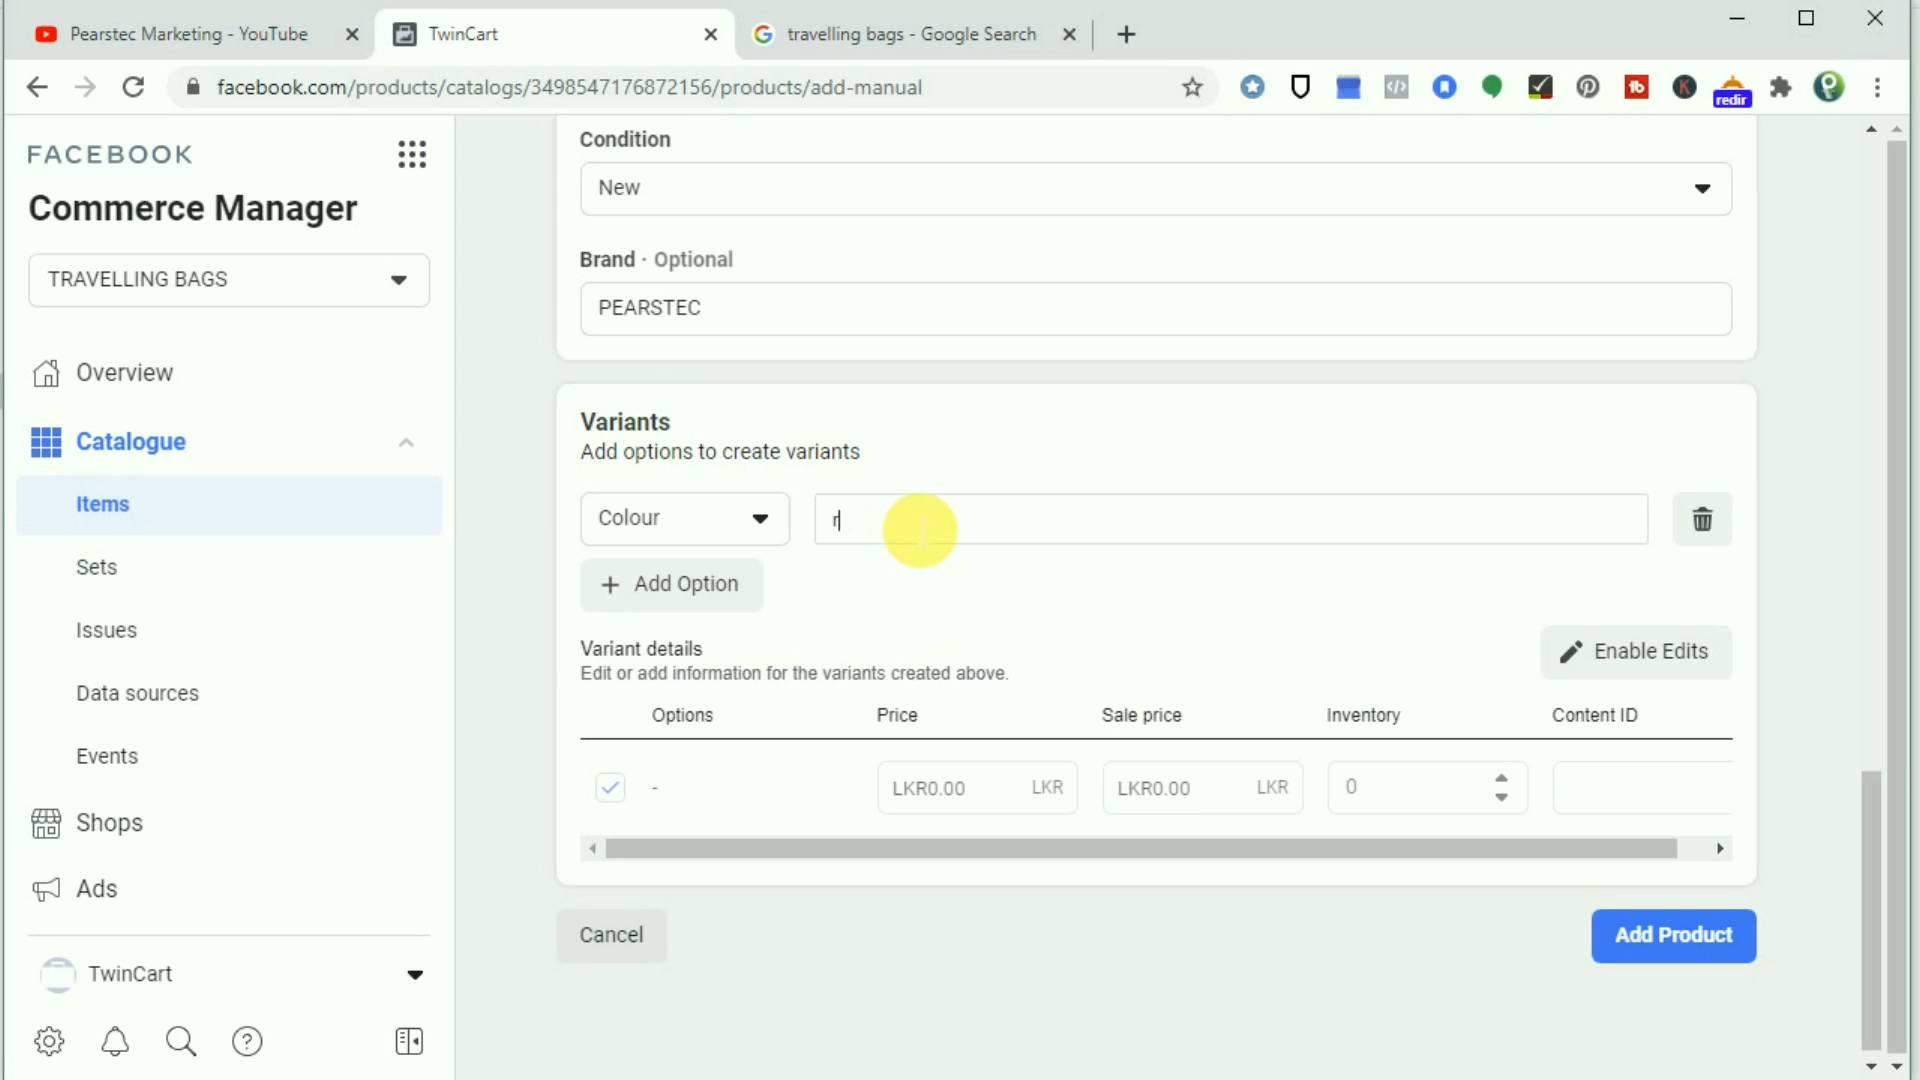 Pearstec Marketing - YouTube
TwinCart
travelling bags - Google Search
facebook.com/products/catalogs/3498547176872156/products/add-manual
redir
FACEBOOK
Commerce Manager
TRAVELLING BAGS
Overview
Catalogue
Items
Sets
Issues
Data sources
Events
Shops
Ads
TwinCart
Condition
New
Brand · Optional
PEARSTEC
Variants
Add options to create variants
Colour
r
+ Add Option
Variant details
Edit or add information for the variants created above.
Enable Edits
Options Price Sale price Inventory Content ID
- LKR0.00 LKR LKR0.00 LKR 0
Cancel
Add Product